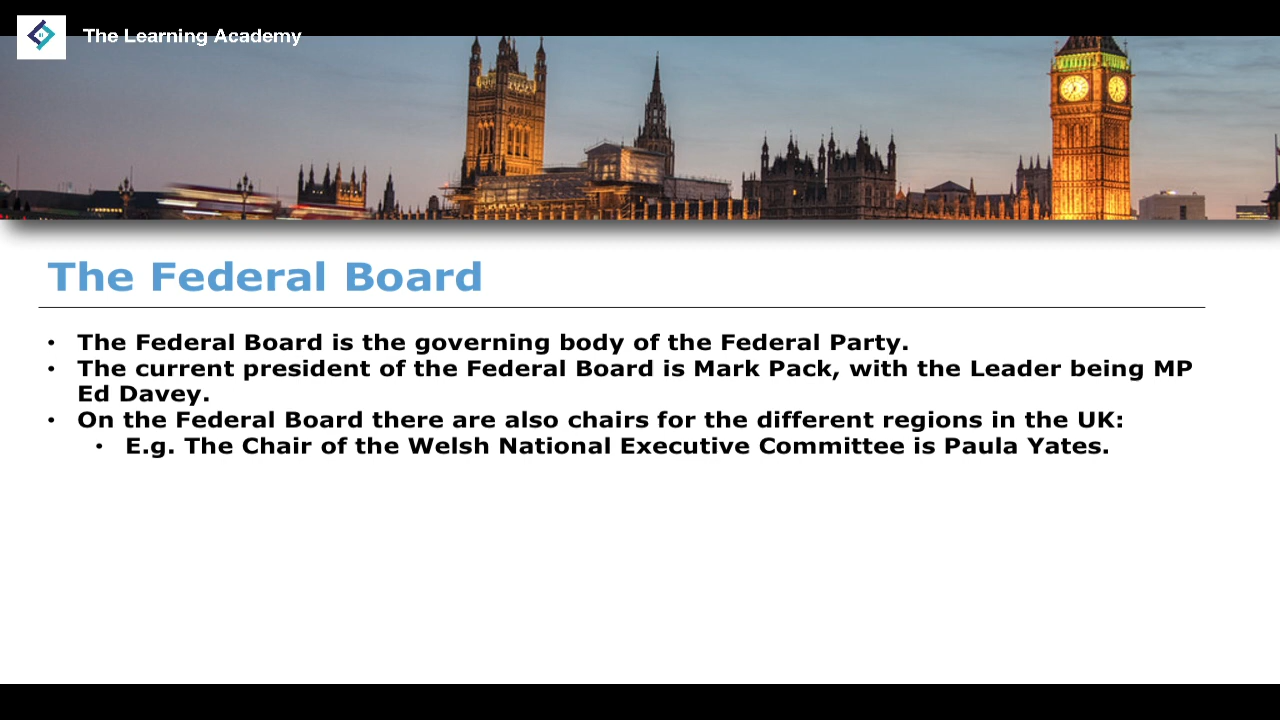 The Learning Academy
The Federal Board
• The Federal Board is the governing body of the Federal Party.
• The current president of the Federal Board is Mark Pack, with the Leader being MP
Ed Davey.
• On the Federal Board there are also chairs for the different regions in the UK:
• E.g. The Chair of the Welsh National Executive Committee is Paula Yates.